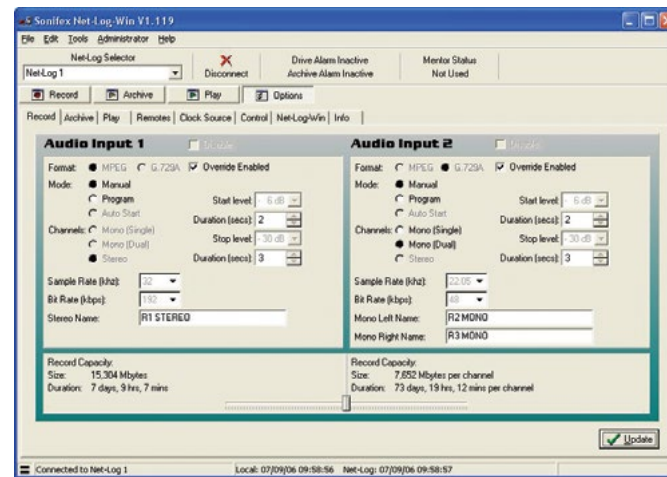 Sonifex Net-Log-Win V1.119
File Edit Tools Administrator Help
Net-Log Selector
Net-Log 1
Disconnect
Drive Alarm Inactive
Archive Alarm Inactive
Mentor Status
Not Used
Record Archive Play Options
Record Archive Play Remotes Clock Source Control Net-Log-Win Info
Audio Input 1
Disable
Format: MPEG G.729A Override Enabled
Mode: Manual
Program
Auto Start
Channels: Mono (Single)
Mono (Dual)
Stereo
Start level: - 6 dB
Duration (secs): 2
Stop level: - 30 dB
Duration (secs): 3
Sample Rate (khz): 32
Bit Rate (kbps): 192
Stereo Name: R1 STEREO
Record Capacity:
Size: 15,304 Mbytes
Duration: 7 days, 9 hrs, 7 mins
Audio Input 2
Disable
Format: MPEG G.729A Override Enabled
Mode: Manual
Program
Auto Start
Channels: Mono (Single)
Mono (Dual)
Stereo
Start level: - 6 dB
Duration (secs): 2
Stop level: - 30 dB
Duration (secs): 3
Sample Rate (khz): 22.05
Bit Rate (kbps): 48
Mono Left Name: R2 MONO
Mono Right Name: R3 MONO
Record Capacity:
Size: 7,652 Mbytes per channel
Duration: 73 days, 19 hrs, 12 mins per channel
Update
Connected to Net-Log 1
Local: 07/09/06 09:58:56 Net-Log: 07/09/06 09:58:57